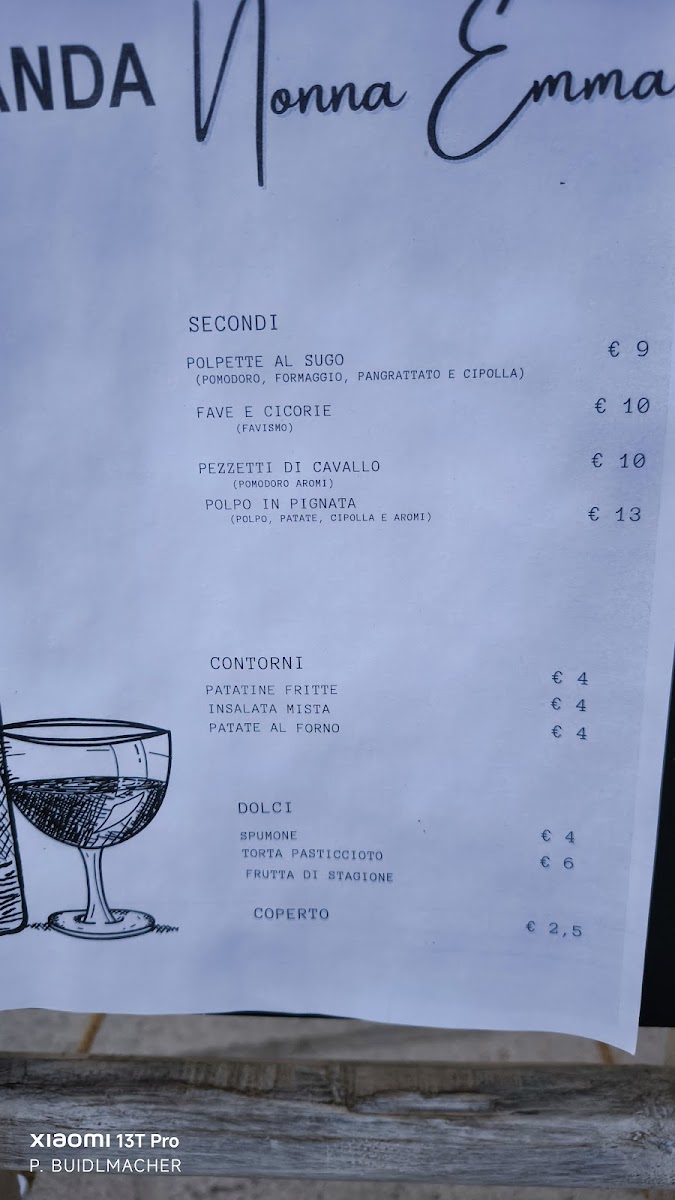 ANDA Nonna Emma
SECONDI
POLPETTE AL SUGO € 9
(POMODORO, FORMAGGIO, PANGRATTATO E CIPOLLA)
FAVE E CICORIE € 10
(FAVISMO)
PEZZETTI DI CAVALLO € 10
(POMODORO AROMI)
POLPO IN PIGNATA € 13
(POLPO, PATATE, CIPOLLA E AROMI)
CONTORNI
PATATINE FRITTE € 4
INSALATA MISTA € 4
PATATE AL FORNO € 4
DOLCI
SPUMONE € 4
TORTA PASTICCIOTO € 6
FRUTTA DI STAGIONE
COPERTO € 2,5
XIAOMI 13T Pro
P. BUIDLMACHER